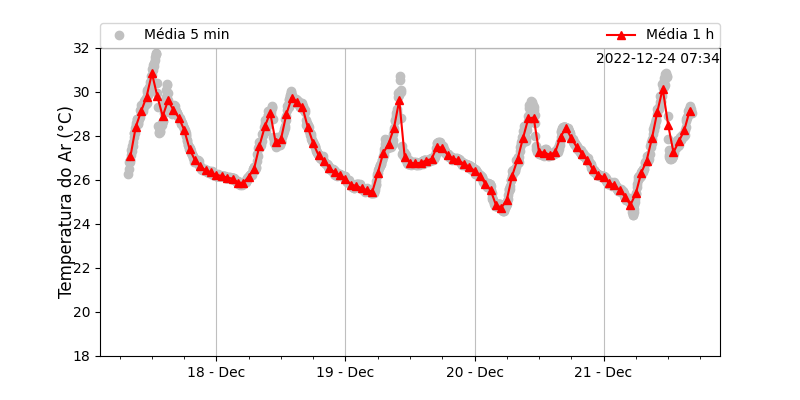 Média 5 min
Média 1 h
2022-12-24 07:34
Temperatura do Ar (°C)
32
30
28
26
24
22
20
18
18 - Dec
19 - Dec
20 - Dec
21 - Dec